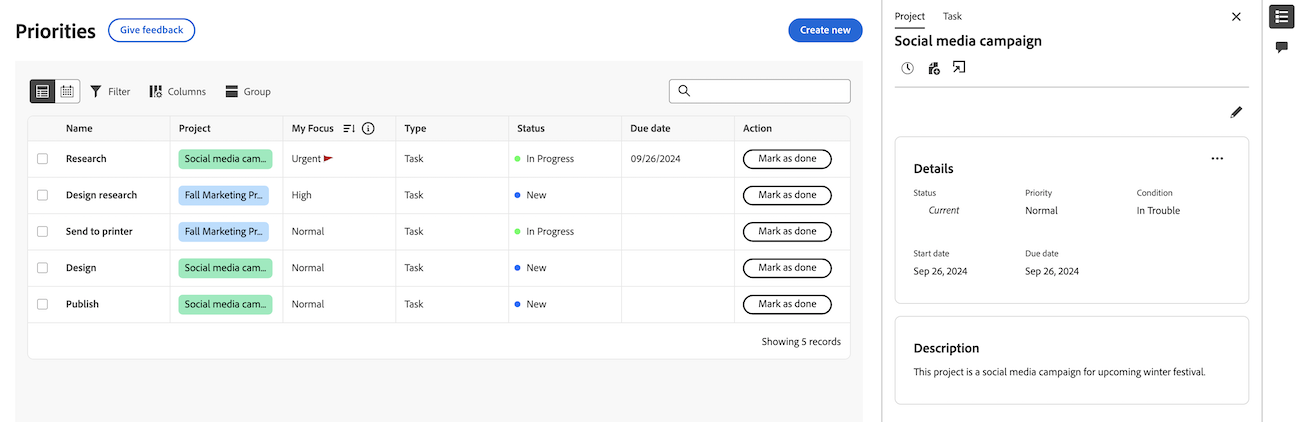 Priorities
Give feedback
Create new
Filter
Columns
Group
Name Project My Focus Type Status Due date Action
Research Social media cam... Urgent Task In Progress 09/26/2024 Mark as done
Design research Fall Marketing Pr... High Task New Mark as done
Send to printer Fall Marketing Pr... Normal Task In Progress Mark as done
Design Social media cam... Normal Task New Mark as done
Publish Social media cam... Normal Task New Mark as done
Showing 5 records
Project Task
Social media campaign
Details
Status Priority Condition
Current Normal In Trouble
Start date Due date
Sep 26, 2024 Sep 26, 2024
Description
This project is a social media campaign for upcoming winter festival.